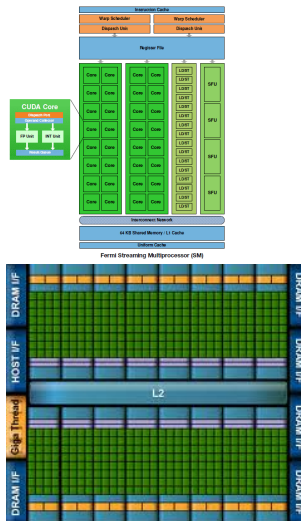 Instruction Cache
Warp Scheduler Warp Scheduler
Dispatch Unit Dispatch Unit
Register File
Core Core Core Core LD/ST
LD/ST SFU
Core Core Core Core LD/ST
LD/ST
Core Core Core Core LD/ST
LD/ST SFU
Core Core Core Core LD/ST
LD/ST
Core Core Core Core LD/ST
LD/ST SFU
Core Core Core Core LD/ST
LD/ST
Core Core Core Core LD/ST
LD/ST SFU
Core Core Core Core LD/ST
LD/ST
CUDA Core
Dispatch Port
Operand Collector
FP Unit INT Unit
Result Queue
Interconnect Network
64 KB Shared Memory / L1 Cache
Uniform Cache
Fermi Streaming Multiprocessor (SM)
DRAM I/F
HOST I/F
Giga Thread
DRAM I/F
L2
DRAM I/F
DRAM I/F
DRAM I/F
DRAM I/F